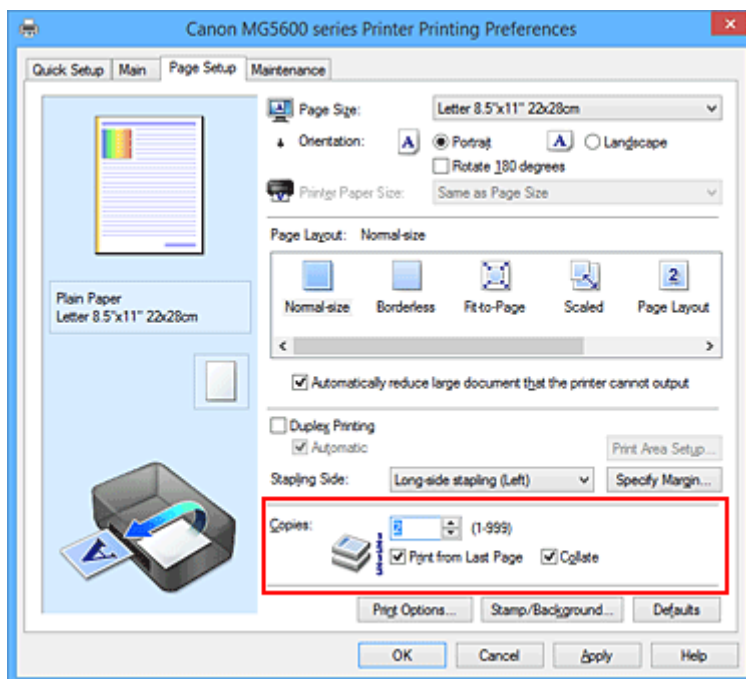 Canon MG5600 series Printer Printing Preferences
Quick Setup Main Page Setup Maintenance
Page Size: Letter 8.5"x11" 22x28cm
Orientation: A Portrait A Landscape
Rotate 180 degrees
Printer Paper Size: Same as Page Size
Page Layout: Normal-size
2
Normal-size Borderless Fit-to-Page Scaled Page Layout
Plain Paper
Letter 8.5"x11" 22x28cm
Automatically reduce large document that the printer cannot output
Duplex Printing
Automatic Print Area Setup...
Stapling Side: Long-side stapling (Left) Specify Margin...
Copies: 2 (1-999)
Print from Last Page Collate
A
Print Options... Stamp/Background... Defaults
OK Cancel Apply Help